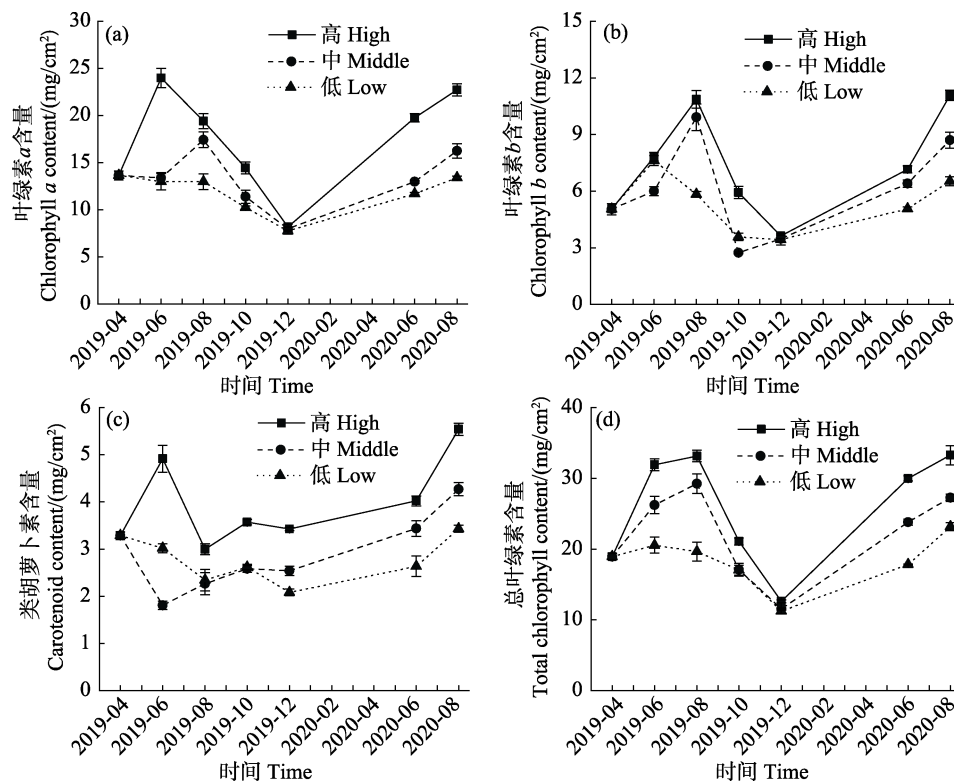 (a)
高 High
中 Middle
低 Low
叶绿素a含量
Chlorophyll a content/(mg/cm²)
30
25
20
15
10
5
0
2019-04
2019-06
2019-08
2019-10
2019-12
2020-02
2020-06
2020-08
时间 Time
(b)
高 High
中 Middle
低 Low
叶绿素b含量
Chlorophyll b content/(mg/cm²)
15
12
9
6
3
0
2019-04
2019-06
2019-08
2019-10
2019-12
2020-02
2020-06
2020-08
时间 Time
(c)
高 High
中 Middle
低 Low
类胡萝卜素含量
Carotenoid content/(mg/cm²)
6
5
4
3
2
1
0
2019-04
2019-06
2019-08
2019-10
2019-12
2020-02
2020-06
2020-08
时间 Time
(d)
高 High
中 Middle
低 Low
总叶绿素含量
Total chlorophyll content/(mg/cm²)
40
30
20
10
0
2019-04
2019-06
2019-08
2019-10
2019-12
2020-02
2020-06
2020-08
时间 Time